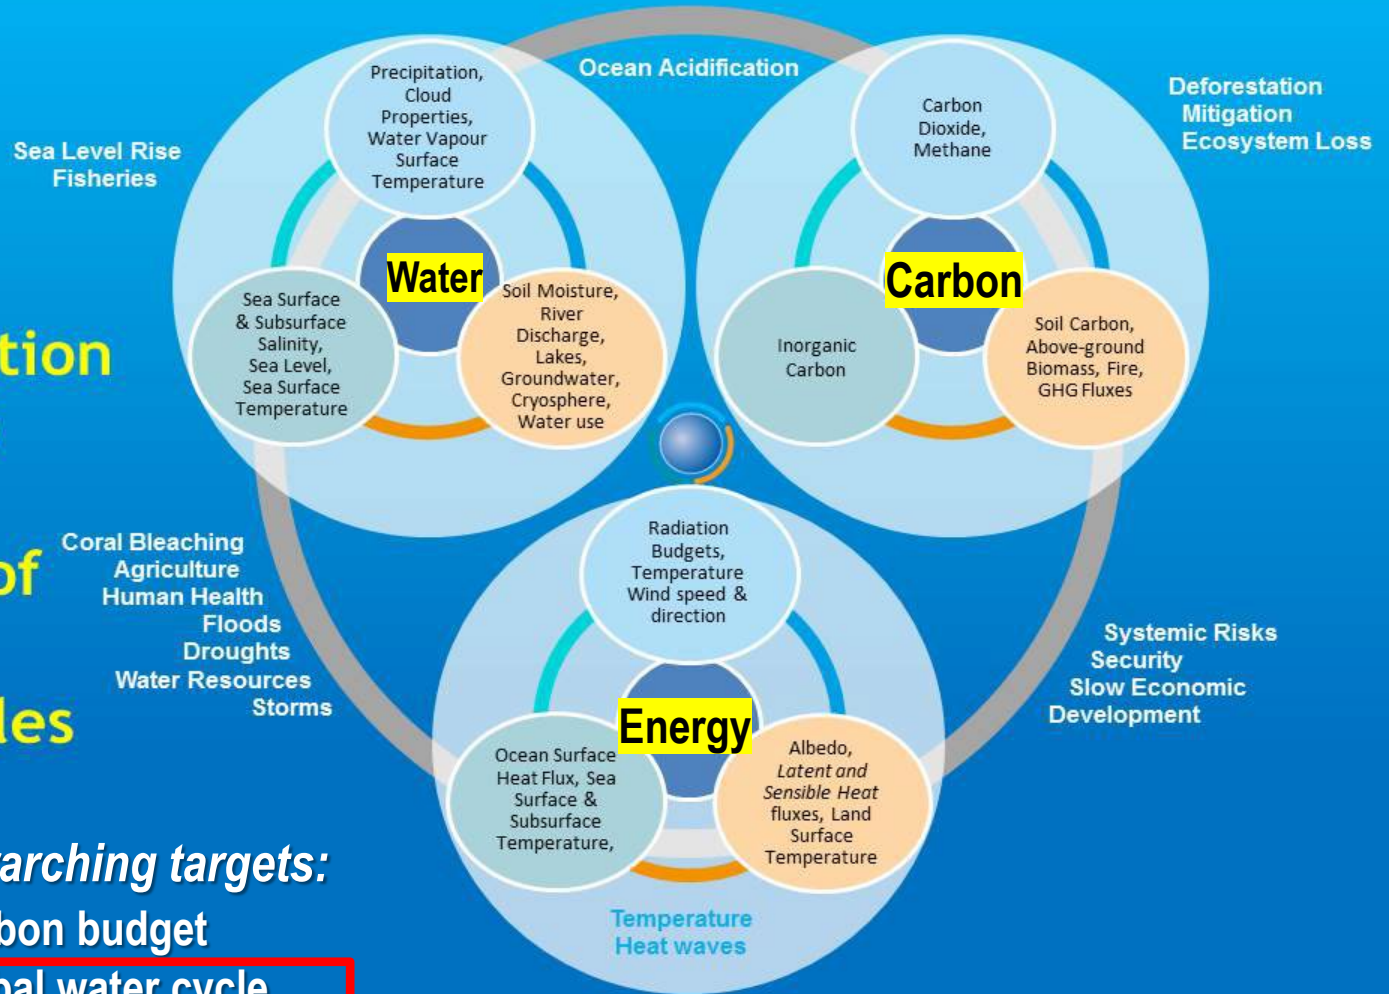 Ocean Acidification
Deforestation
Mitigation
Ecosystem Loss
Sea Level Rise
Fisheries
Precipitation,
Cloud
Properties,
Water Vapour
Surface
Temperature
Water
Sea Surface
& Subsurface
Salinity,
Sea Level,
Sea Surface
Temperature
Soil Moisture,
River
Discharge,
Lakes,
Groundwater,
Cryosphere,
Water use
Carbon
Dioxide,
Methane
Carbon
Inorganic
Carbon
Soil Carbon,
Above-ground
Biomass, Fire,
GHG Fluxes
tion
of
les
Coral Bleaching
Agriculture
Human Health
Floods
Droughts
Water Resources
Storms
Radiation
Budgets,
Temperature
Wind speed &
direction
Energy
Ocean Surface
Heat Flux, Sea
Surface &
Subsurface
Temperature,
Albedo,
Latent and
Sensible Heat
fluxes, Land
Surface
Temperature
Systemic Risks
Security
Slow Economic
Development
Temperature
Heat waves
arching targets:
bon budget
bal water cycle